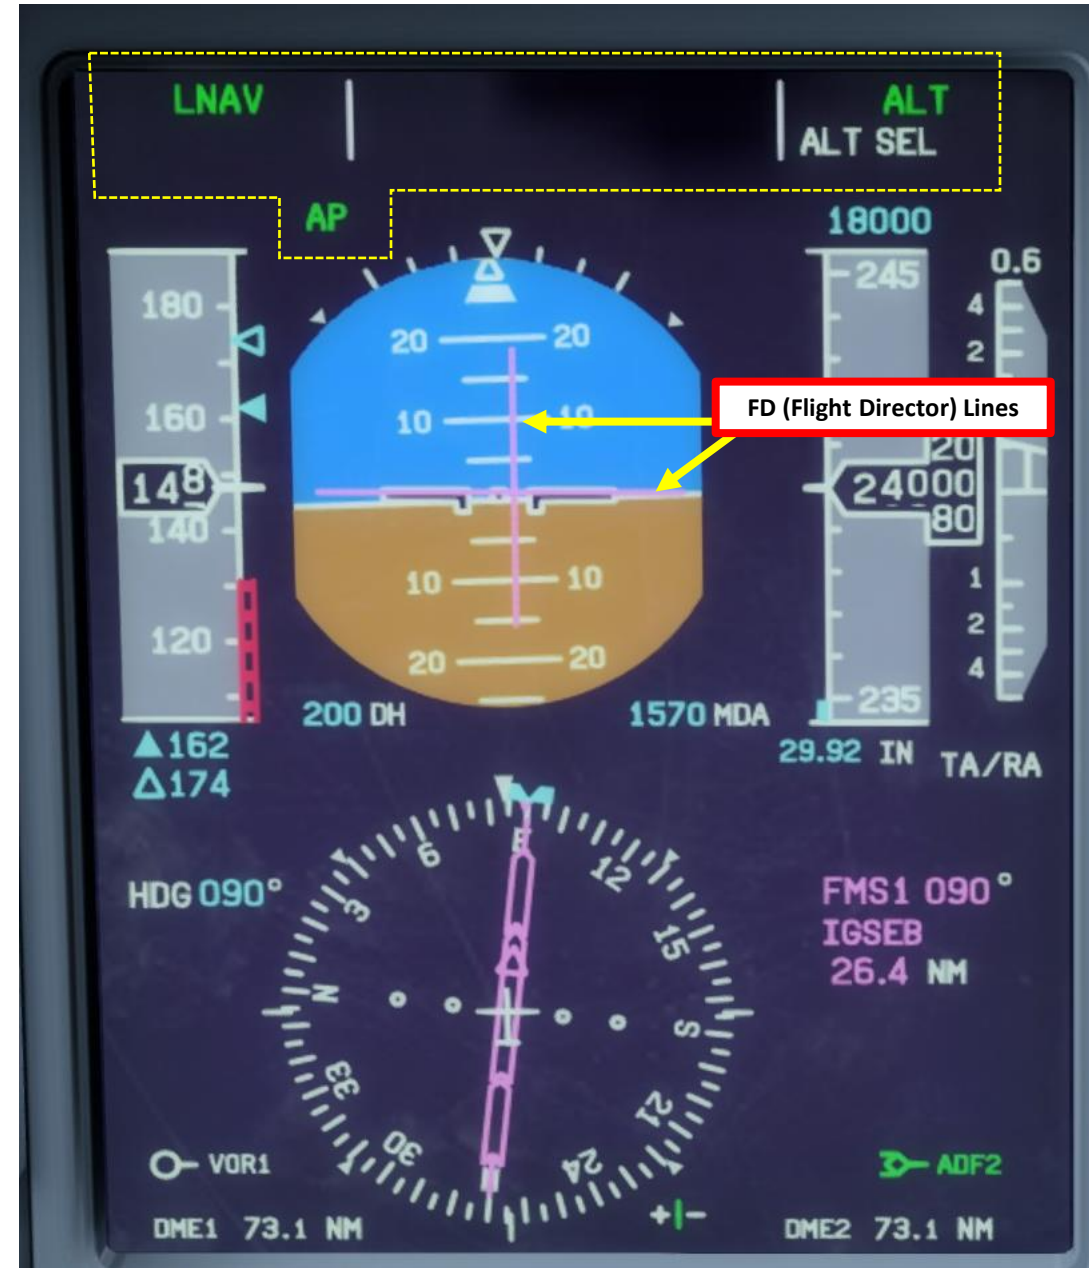 LNAV
ALT
ALT SEL
AP
18000
180
160
148
140
120
20 20
10 10
10 10
20 20
245
24000
20
80
235
0.6
4
2
1
2
4
FD (Flight Director) Lines
200 DH
1570 MDA
162
174
29.92 IN
TA/RA
HDG 090°
FMS1 090°
IGSEB
26.4 NM
N
3
6
E
12
15
S
21
24
30
33
VOR1
ADF2
+|-
DME1 73.1 NM
DME2 73.1 NM